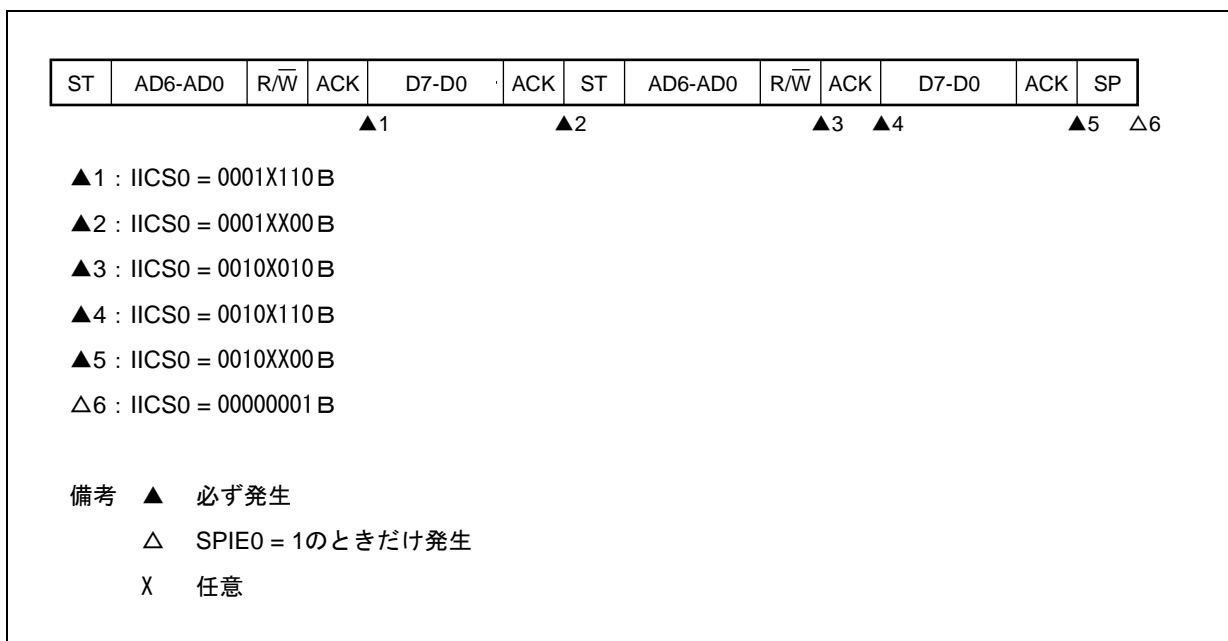 ST AD6-AD0 R/W̅ ACK D7-D0 ACK ST AD6-AD0 R/W̅ ACK D7-D0 ACK SP
▲1 ▲2 ▲3 ▲4 ▲5 △6
▲1：IICS0 = 0001X110B
▲2：IICS0 = 0001XX00B
▲3：IICS0 = 0010X010B
▲4：IICS0 = 0010X110B
▲5：IICS0 = 0010XX00B
△6：IICS0 = 00000001B
備考 ▲ 必ず発生
△ SPIE0 = 1のときだけ発生
X 任意